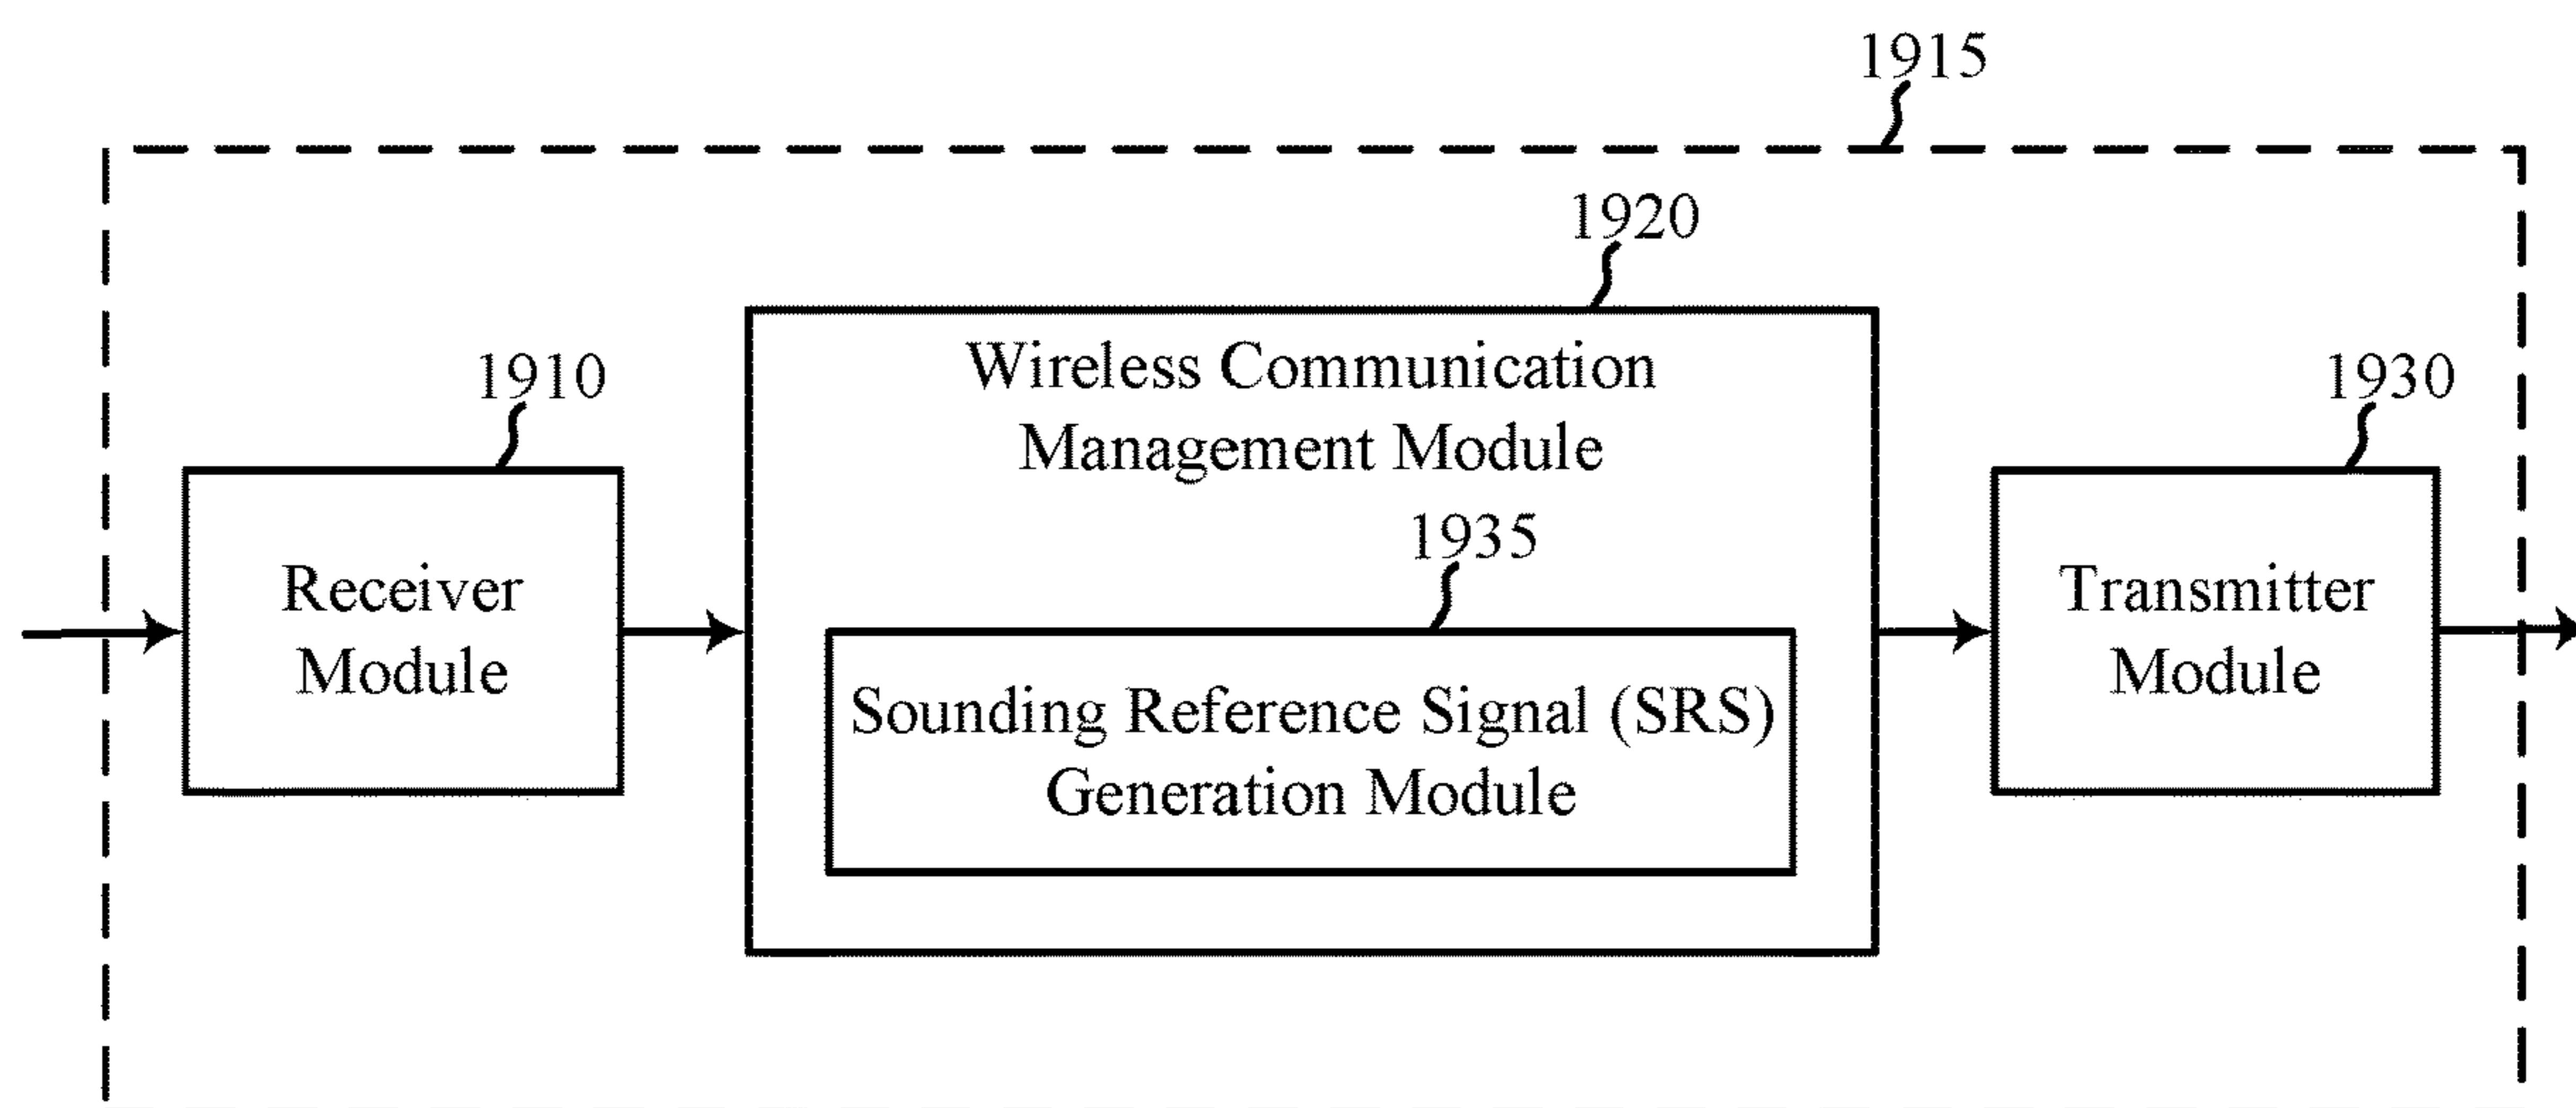 1915
1920
Wireless Communication
Management Module
1910
1930
1935
Receiver
Module
Sounding Reference Signal (SRS)
Generation Module
Transmitter
Module